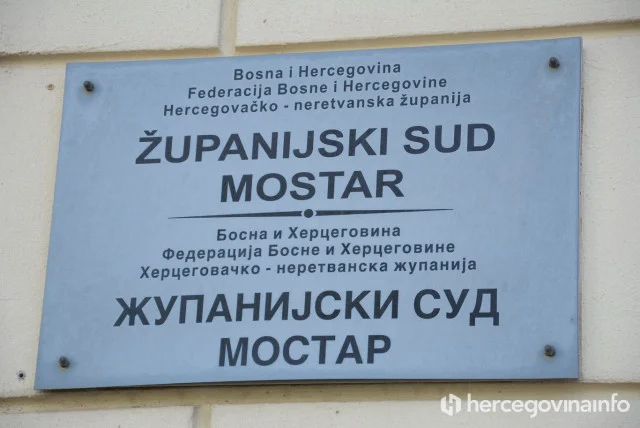 Bosna i Hercegovina
Federacija Bosne i Hercegovine
Hercegovačko - neretvanska županija
ŽUPANIJSKI SUD
MOSTAR
Босна и Херцеговина
Федерација Босне и Херцеговине
Херцеговачко - неретванска жупанија
ЖУПАНИЈСКИ СУД
МОСТАР
hercegovinainfo